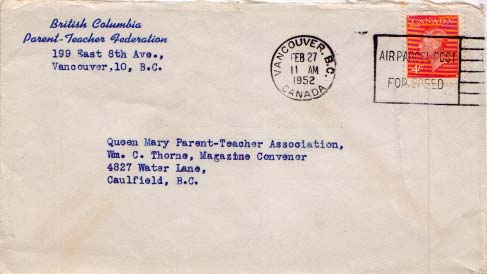 British Columbia
Parent-Teacher Federation
199 East 8th Ave.,
Vancouver,10, B.C.
VANCOUVER, B.C.
FEB 27
11 AM
1952
CANADA
CANADA
AIR PARCEL POST
FOR SPEED
4
Queen Mary Parent-Teacher Association,
Wm. C. Thorne, Magazine Convener
4827 Water Lane,
Caulfield, B.C.